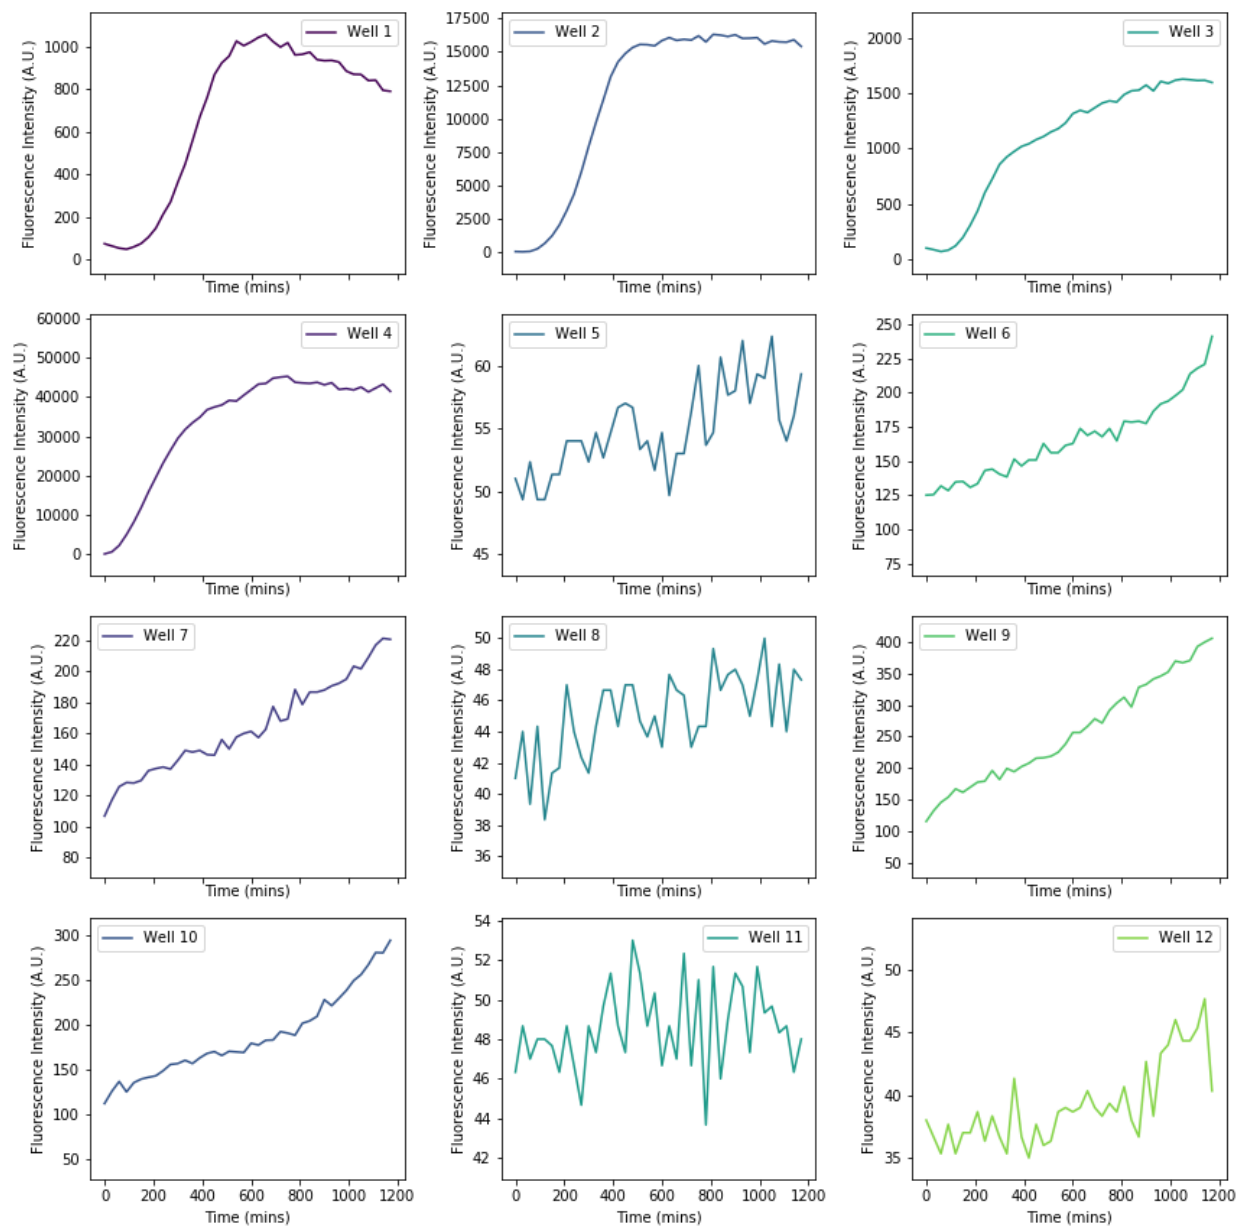 Well 1
Fluorescence Intensity (A.U.)
1000
800
600
400
200
0
Time (mins)
Well 2
Fluorescence Intensity (A.U.)
17500
15000
12500
10000
7500
5000
2500
0
Time (mins)
Well 3
Fluorescence Intensity (A.U.)
2000
1500
1000
500
0
Time (mins)
Well 4
Fluorescence Intensity (A.U.)
60000
50000
40000
30000
20000
10000
0
Time (mins)
Well 5
Fluorescence Intensity (A.U.)
60
55
50
45
Time (mins)
Well 6
Fluorescence Intensity (A.U.)
250
225
200
175
150
125
100
75
Time (mins)
Well 7
Fluorescence Intensity (A.U.)
220
200
180
160
140
120
100
80
Time (mins)
Well 8
Fluorescence Intensity (A.U.)
50
48
46
44
42
40
38
36
Time (mins)
Well 9
Fluorescence Intensity (A.U.)
400
350
300
250
200
150
100
50
Time (mins)
Well 10
Fluorescence Intensity (A.U.)
300
250
200
150
100
50
0 200 400 600 800 1000 1200
Time (mins)
Well 11
Fluorescence Intensity (A.U.)
54
52
50
48
46
44
42
0 200 400 600 800 1000 1200
Time (mins)
Well 12
Fluorescence Intensity (A.U.)
50
45
40
35
0 200 400 600 800 1000 1200
Time (mins)